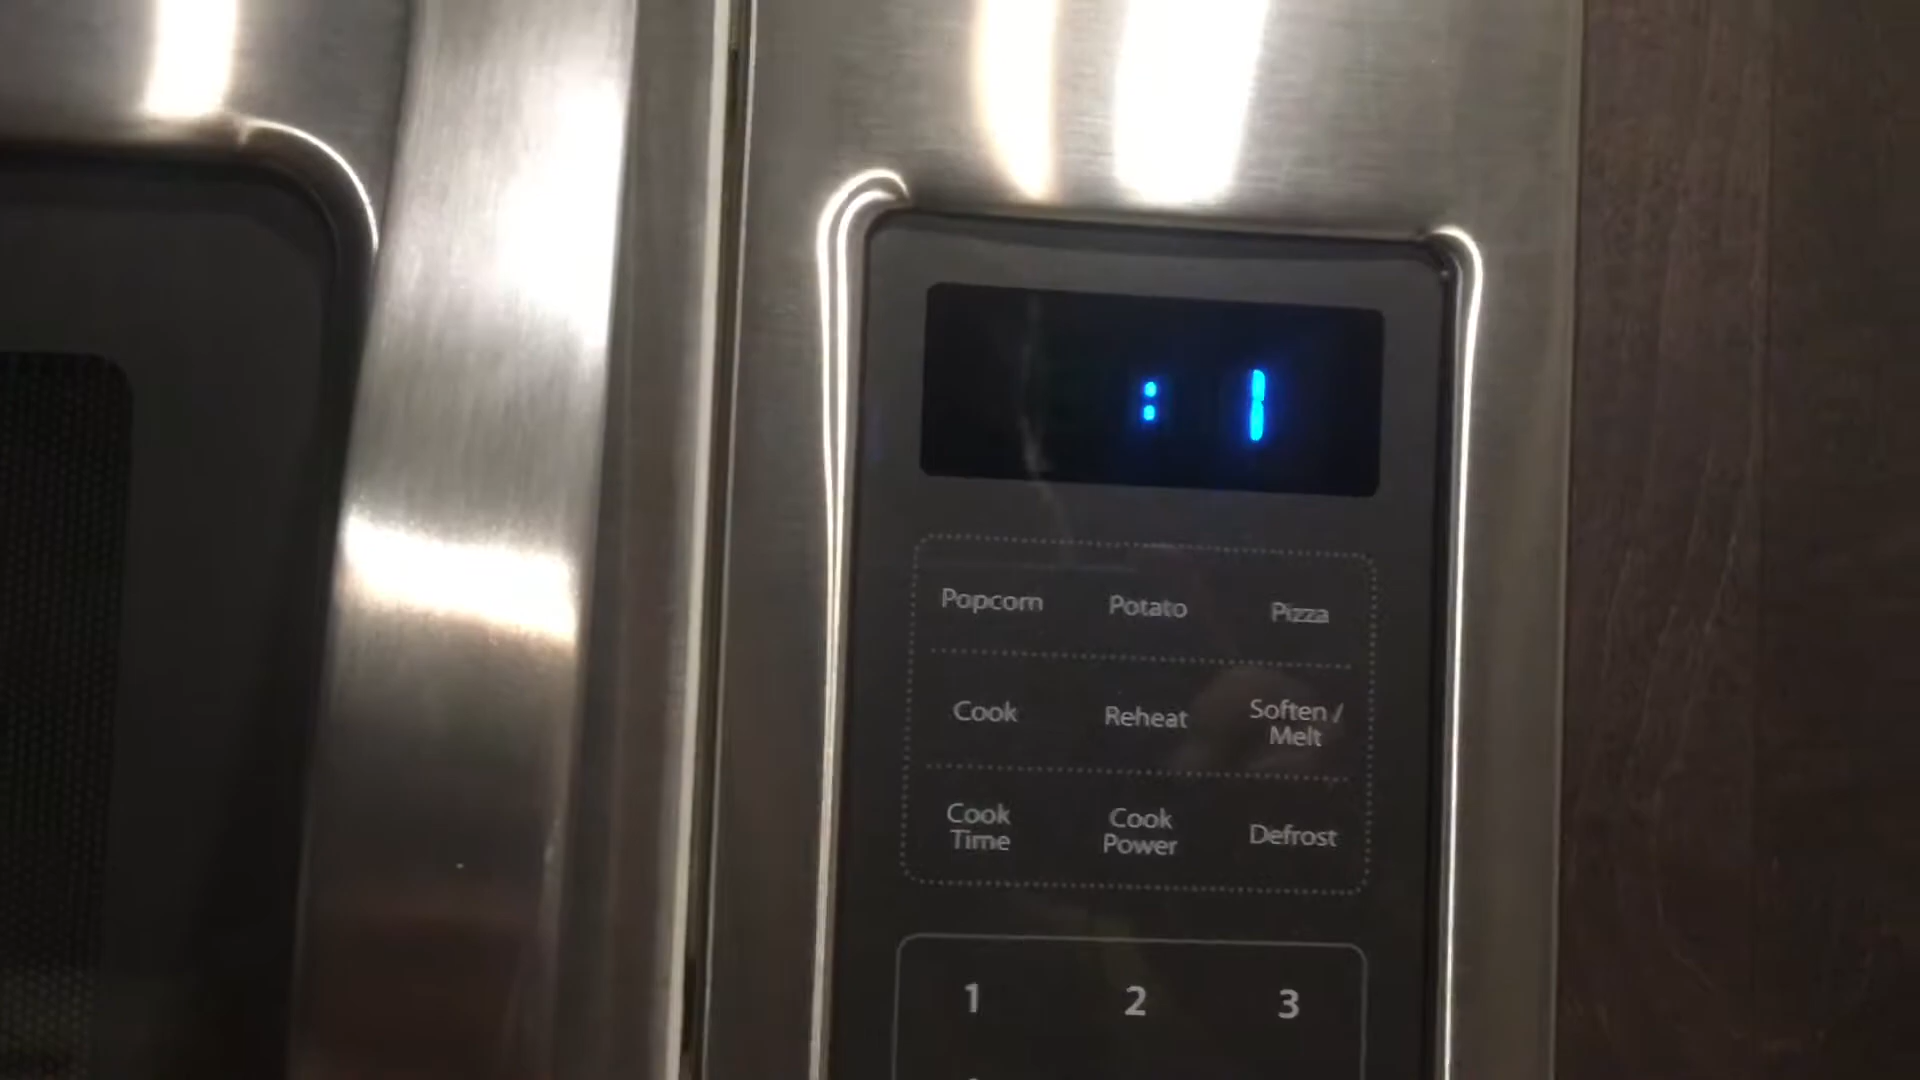 :1
Popcorn Potato Pizza
Cook Reheat Soften /
Melt
Cook Cook Defrost
Time Power
1 2 3